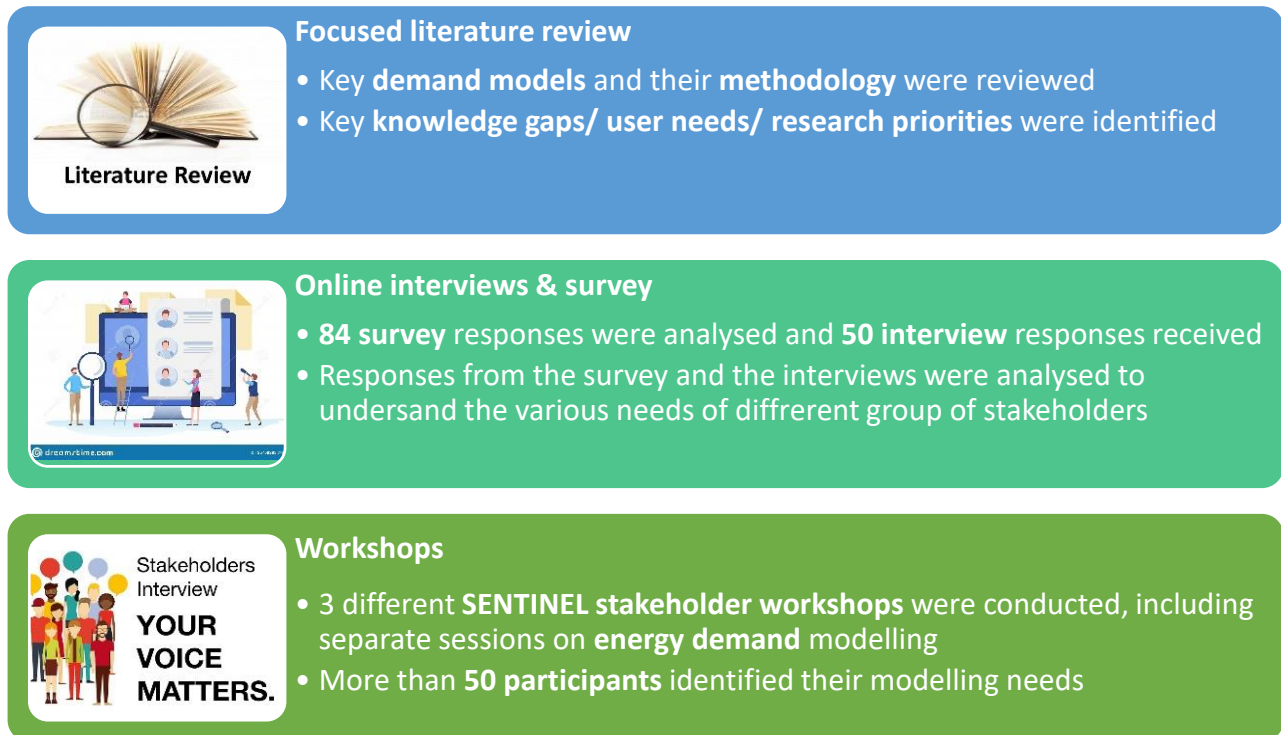 Focused literature review
• Key demand models and their methodology were reviewed
• Key knowledge gaps/ user needs/ research priorities were identified
Literature Review
Online interviews & survey
• 84 survey responses were analysed and 50 interview responses received
• Responses from the survey and the interviews were analysed to
undersand the various needs of diffrerent group of stakeholders
dreamstime.com
Workshops
Stakeholders
Interview
YOUR
VOICE
MATTERS.
• 3 different SENTINEL stakeholder workshops were conducted, including
separate sessions on energy demand modelling
• More than 50 participants identified their modelling needs